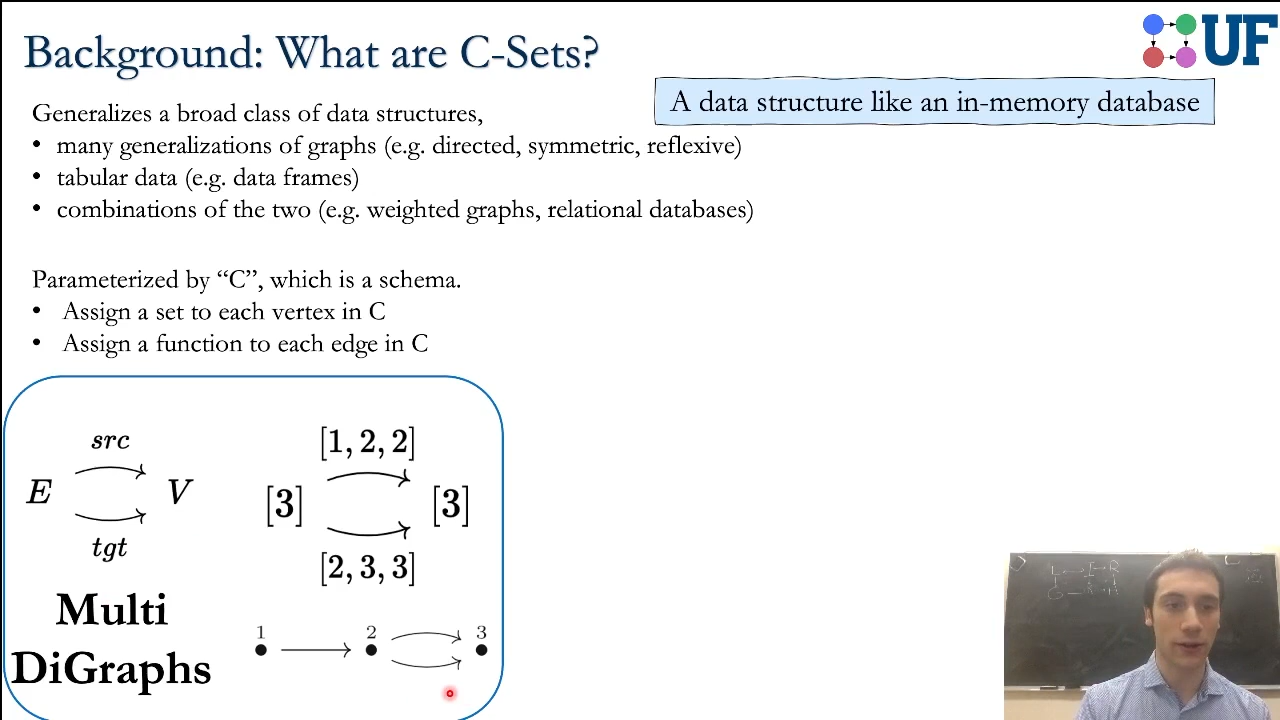 Background: What are C-Sets?
UF
A data structure like an in-memory database
Generalizes a broad class of data structures,
• many generalizations of graphs (e.g. directed, symmetric, reflexive)
• tabular data (e.g. data frames)
• combinations of the two (e.g. weighted graphs, relational databases)
Parameterized by “C”, which is a schema.
• Assign a set to each vertex in C
• Assign a function to each edge in C
src
E V
tgt
[1, 2, 2]
[3] [3]
[2, 3, 3]
Multi
DiGraphs
1 2 3